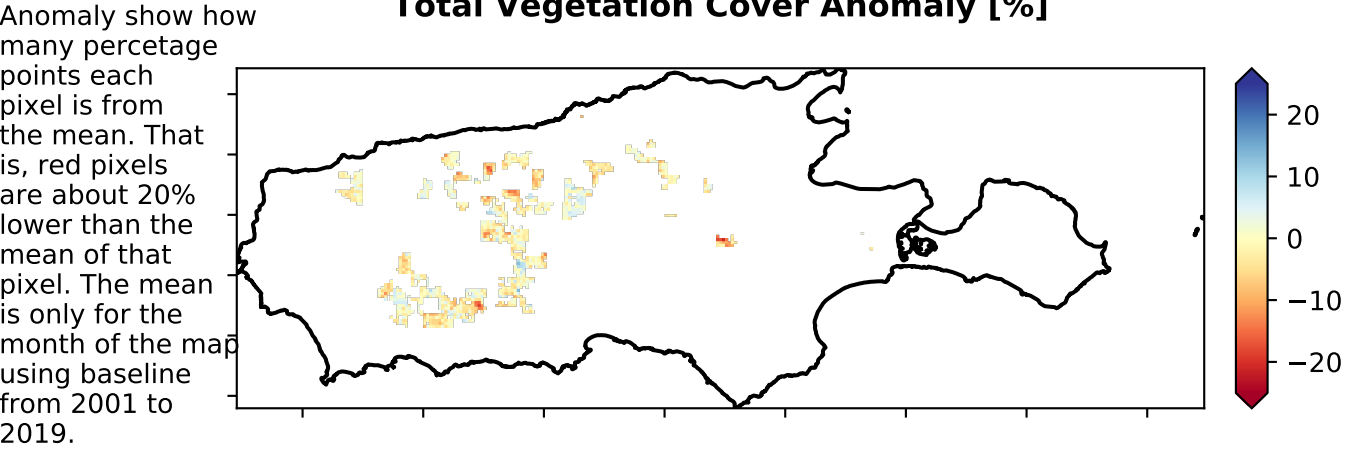 Total Vegetation Cover Anomaly [%]
Anomaly show how
many percetage
points each
pixel is from
the mean. That
is, red pixels
are about 20%
lower than the
mean of that
pixel. The mean
is only for the
month of the map
using baseline
from 2001 to
2019.
20
10
0
−10
−20